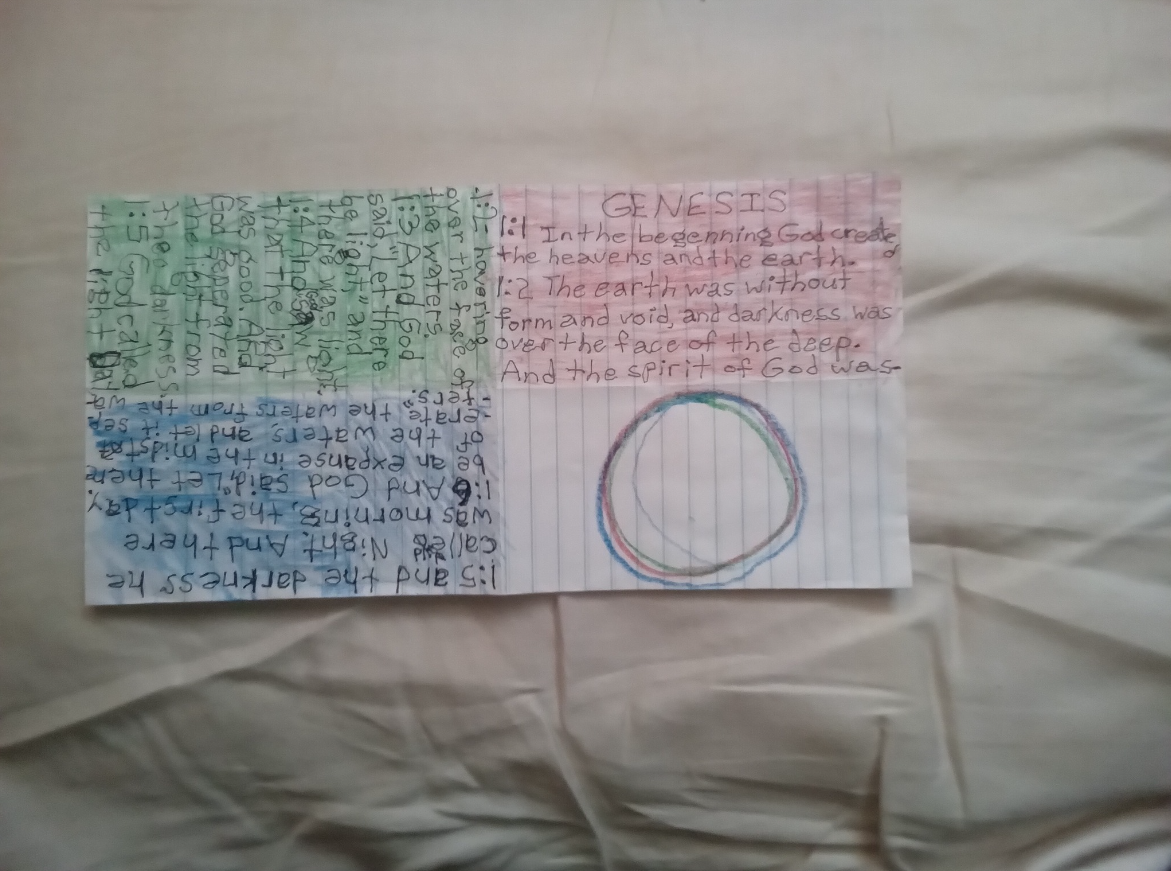 GENESIS
1:1 In the begenning God created
the heavens and the earth.
1:2 The earth was without
form and void, and darkness was
over the face of the deep.
And the spirit of God was-
-1:2- hovering
over the face of
the waters.
1:3 And God
said, "Let there
be light" and
there was light.
1:4 And God saw
that the light
was good. And
God seperated
the light from
the darkness.
1:5 God called
the light Day
1:5 and the darkness he
called Night. And there
was morning, the first day.
1:6 And God said, "Let there
be an expanse in the midst
of the waters, and let it sep
-erate" the waters from the wa
-ters".